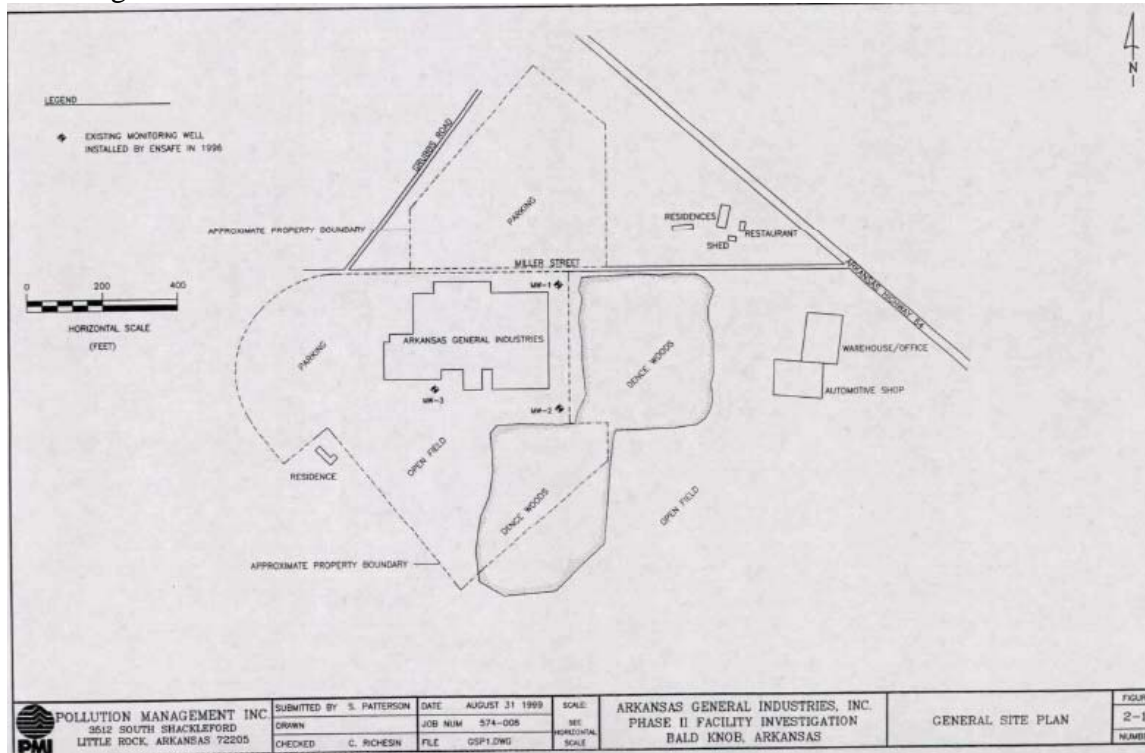 N
LEGEND
EXISTING MONITORING WELL
INSTALLED BY ENSAFE IN 1996
GRUBBS ROAD
PARKING
APPROXIMATE PROPERTY BOUNDARY
RESIDENCES
RESTAURANT
SHED
MILLER STREET
ARKANSAS HIGHWAY 64
0 200 400
HORIZONTAL SCALE
(FEET)
MW-1
ARKANSAS GENERAL INDUSTRIES
PARKING
DENCE WOODS
WAREHOUSE/OFFICE
AUTOMOTIVE SHOP
MW-3
MW-2
OPEN FIELD
RESIDENCE
DENCE WOODS
OPEN FIELD
APPROXIMATE PROPERTY BOUNDARY
PMI
POLLUTION MANAGEMENT INC.
3512 SOUTH SHACKLEFORD
LITTLE ROCK, ARKANSAS 72205
SUBMITTED BY S. PATTERSON
DRAWN
CHECKED C. RICHESIN
DATE AUGUST 31 1999
JOB NUM 574-006
FILE GSP1.DWG
SCALE:
SEE
HORIZONTAL
SCALE
ARKANSAS GENERAL INDUSTRIES, INC.
PHASE II FACILITY INVESTIGATION
BALD KNOB, ARKANSAS
GENERAL SITE PLAN
FIGURE
2-1
NUMBER